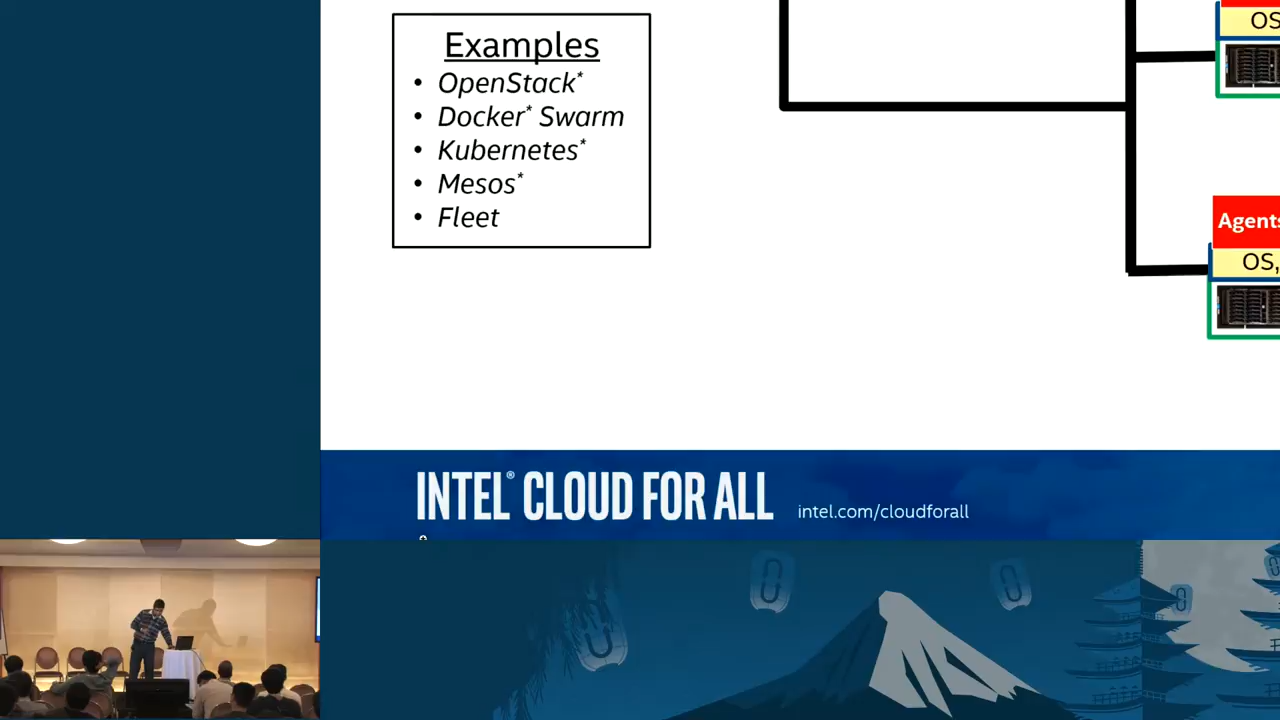 Examples
• OpenStack*
• Docker* Swarm
• Kubernetes*
• Mesos*
• Fleet
OS
Agents
OS,
INTEL® CLOUD FOR ALL
intel.com/cloudforall